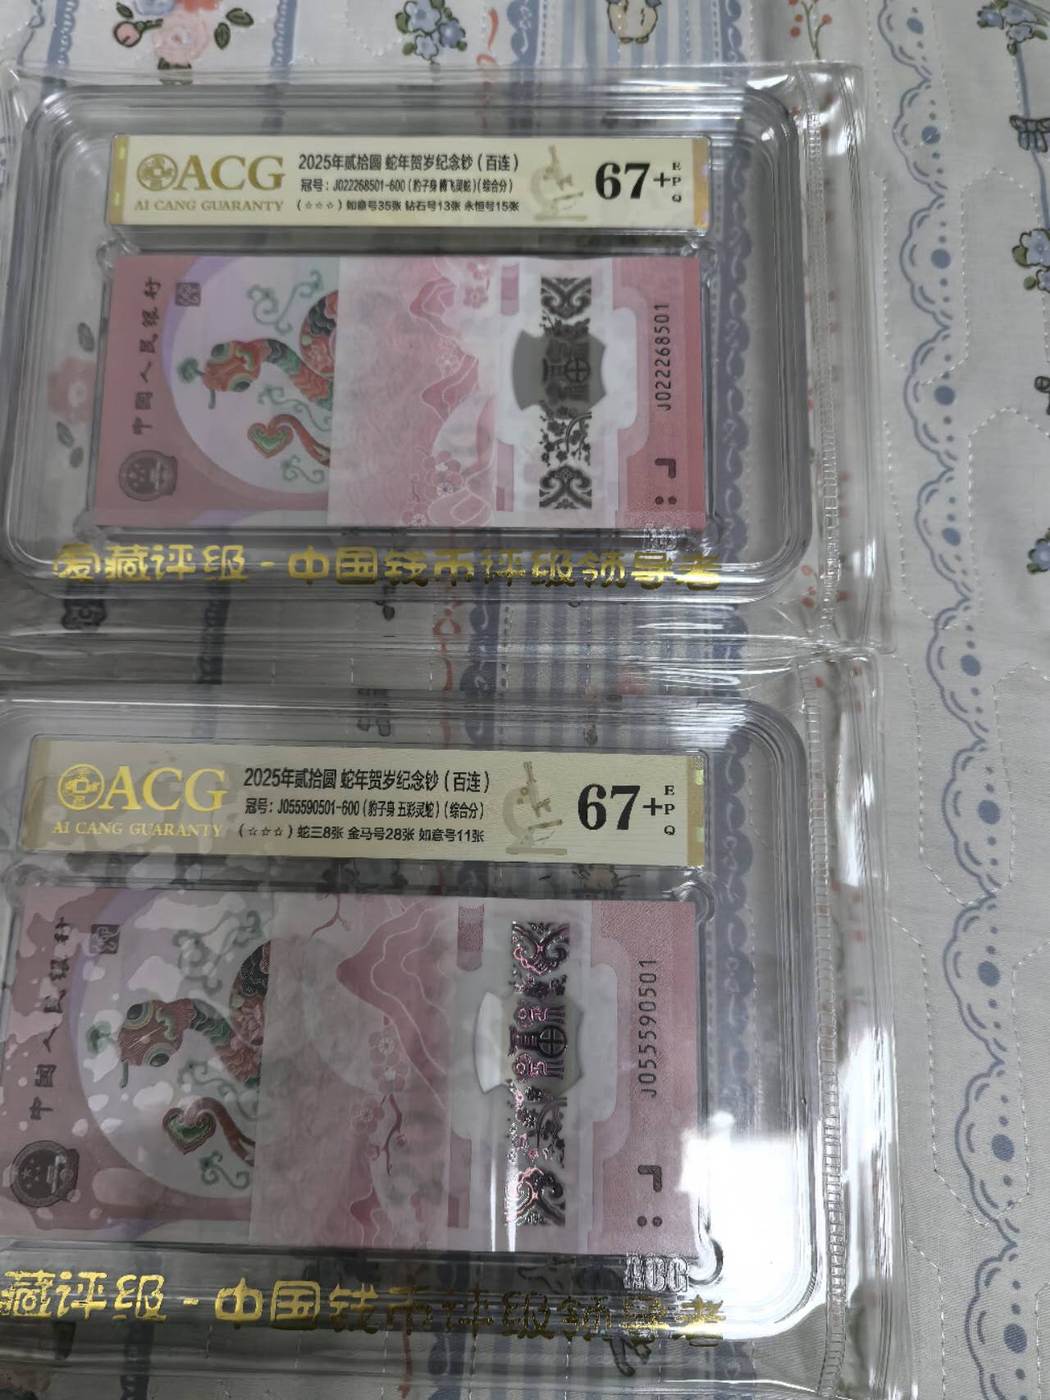 ACG
AI CANG GUARANTY
2025年贰拾圆 蛇年贺岁纪念钞（百连）
冠号：J022268501-600（豹子身 腾飞灵蛇）（综合分）
（☆☆☆）如意号35张 钻石号13张 永恒号15张
67+
EPQ
中国人民银行
J022268501
爱藏评级-中国钱币评级领导者
ACG
AI CANG GUARANTY
2025年贰拾圆 蛇年贺岁纪念钞（百连）
冠号：J055590501-600（豹子身 五彩灵蛇）（综合分）
（☆☆☆）蛇三8张 金马号28张 如意号11张
67+
EPQ
中国人民银行
J055590501
ACG
藏评级-中国钱币评级领导者